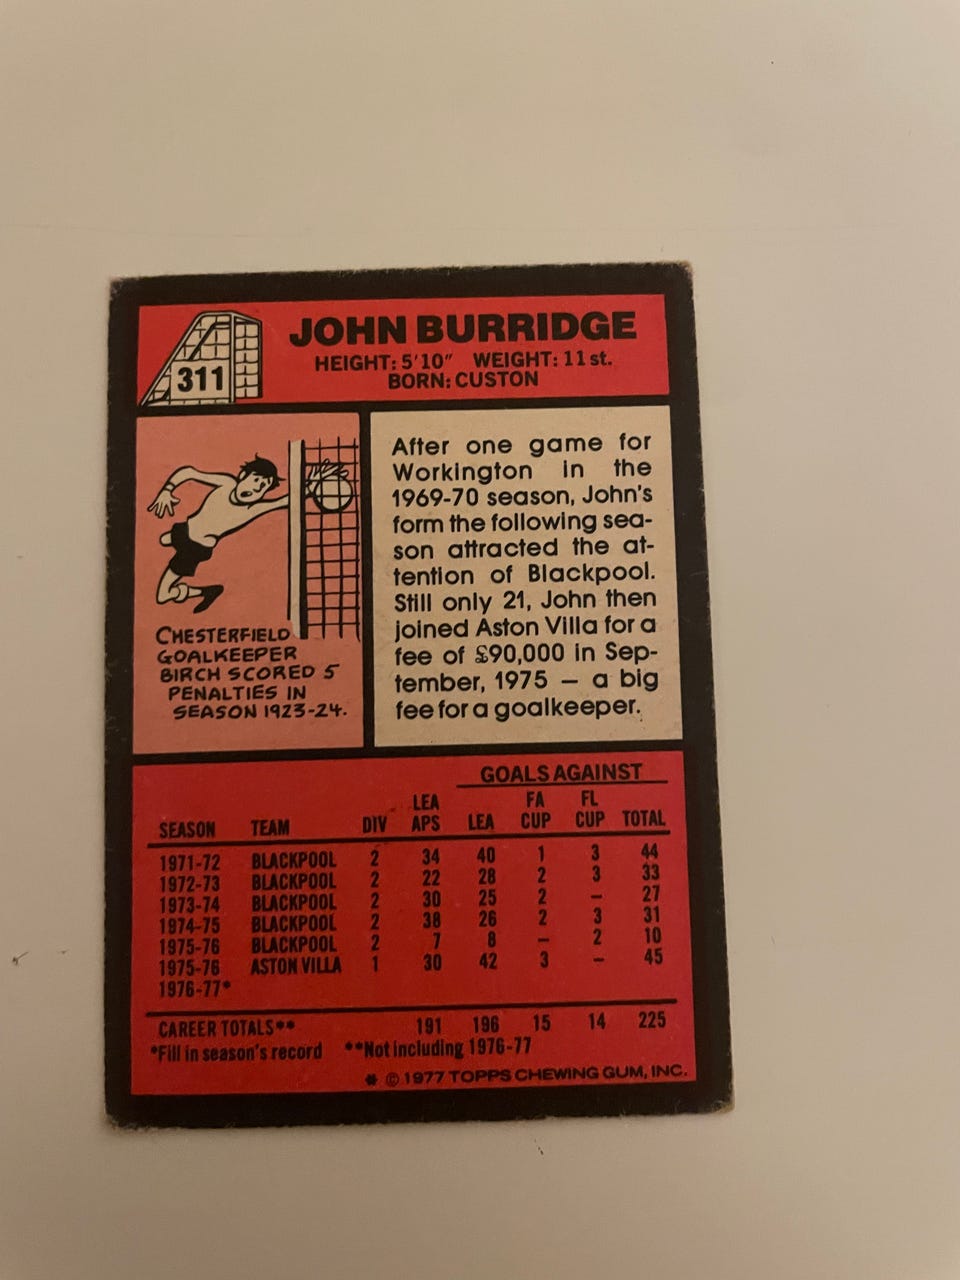 311
JOHN BURRIDGE
HEIGHT: 5'10" WEIGHT: 11 st.
BORN: CUSTON
CHESTERFIELD
GOALKEEPER
BIRCH SCORED 5
PENALTIES IN
SEASON 1923-24.
After one game for
Workington in the
1969-70 season, John's
form the following sea-
son attracted the at-
tention of Blackpool.
Still only 21, John then
joined Aston Villa for a
fee of £90,000 in Sep-
tember, 1975 — a big
fee for a goalkeeper.
GOALS AGAINST
LEA FA FL
SEASON TEAM DIV APS LEA CUP CUP TOTAL
1971-72 BLACKPOOL 2 34 40 1 3 44
1972-73 BLACKPOOL 2 22 28 2 3 33
1973-74 BLACKPOOL 2 30 25 2 – 27
1974-75 BLACKPOOL 2 38 26 2 3 31
1975-76 BLACKPOOL 2 7 8 – 2 10
1975-76 ASTON VILLA 1 30 42 3 – 45
1976-77*
CAREER TOTALS** 191 196 15 14 225
*Fill in season's record **Not including 1976-77
* © 1977 TOPPS CHEWING GUM, INC.